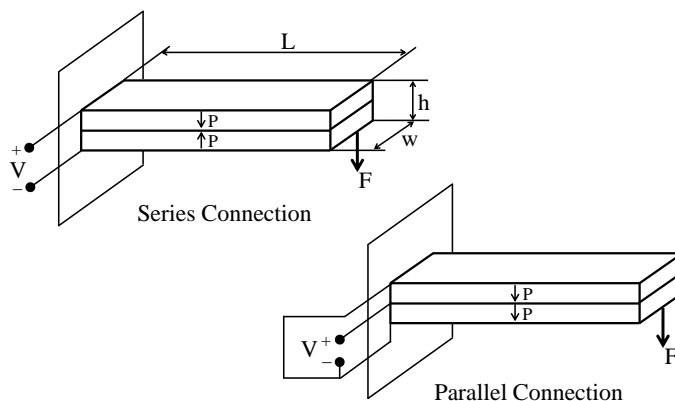 L
P
P
h
w
+
V
−
F
Series Connection
P
P
V
+
−
F
Parallel Connection